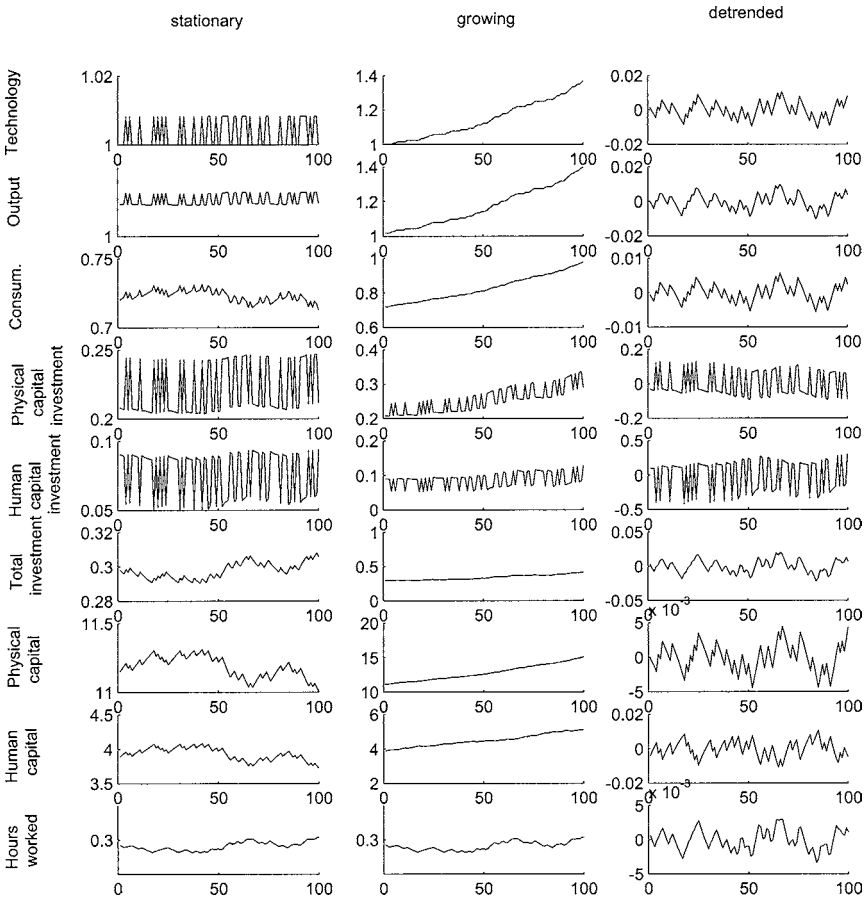 stationary growing detrended
Technology
1.02 1.4 0.02
1.2 0
1 1 -0.02
0 50 100 0 50 100 0 50 100
Output
1.4 0.02
1.2 0
1 1 -0.02
0 50 100 0 50 100 0 50 100
Consum.
0.75 1 0.01
0.8 0
0.7 0.6 -0.01
0 50 100 0 50 100 0 50 100
Physical
capital
investment
0.25 0.4 0.2
0.3 0
0.2 0.2 -0.2
0 50 100 0 50 100 0 50 100
Human
capital
investment
0.1 0.2 0.5
0.1 0
0.05 0 -0.5
0 50 100 0 50 100 0 50 100
Total
investment
0.32 1 0.05
0.3 0.5 0
0.28 0 -0.05
0 50 100 0 50 100 0 50 100
x 10-3
Physical
capital
11.5 20 5
15 0
11 10 -5
0 50 100 0 50 100 0 50 100
Human
capital
4.5 6 0.02
4 4 0
3.5 2 -0.02
0 50 100 0 50 100 0 50 100
x 10-3
Hours
worked
5
0.3 0.3 0
-5
0 50 100 0 50 100 0 50 100